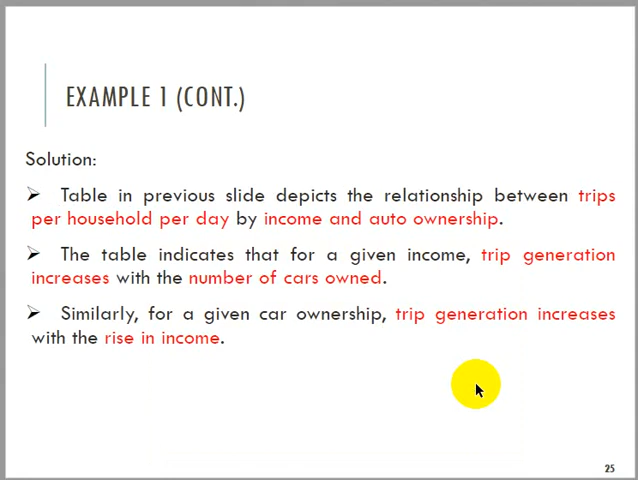 EXAMPLE 1 (CONT.)
Solution:
➢ Table in previous slide depicts the relationship between trips
per household per day by income and auto ownership.
➢ The table indicates that for a given income, trip generation
increases with the number of cars owned.
➢ Similarly, for a given car ownership, trip generation increases
with the rise in income.
25